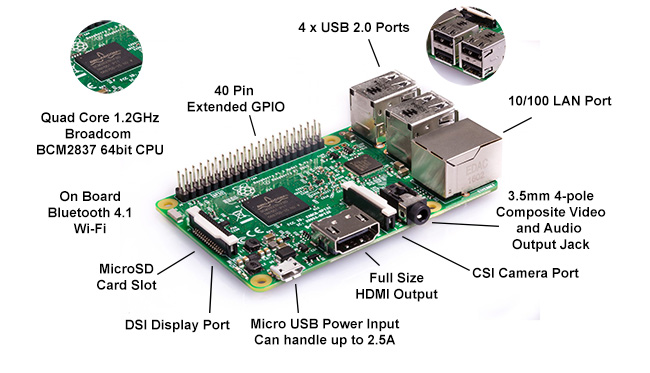 4 x USB 2.0 Ports
40 Pin
Extended GPIO
10/100 LAN Port
Quad Core 1.2GHz
Broadcom
BCM2837 64bit CPU
On Board
Bluetooth 4.1
Wi-Fi
3.5mm 4-pole
Composite Video
and Audio
Output Jack
MicroSD
Card Slot
CSI Camera Port
Full Size
HDMI Output
DSI Display Port
Micro USB Power Input
Can handle up to 2.5A